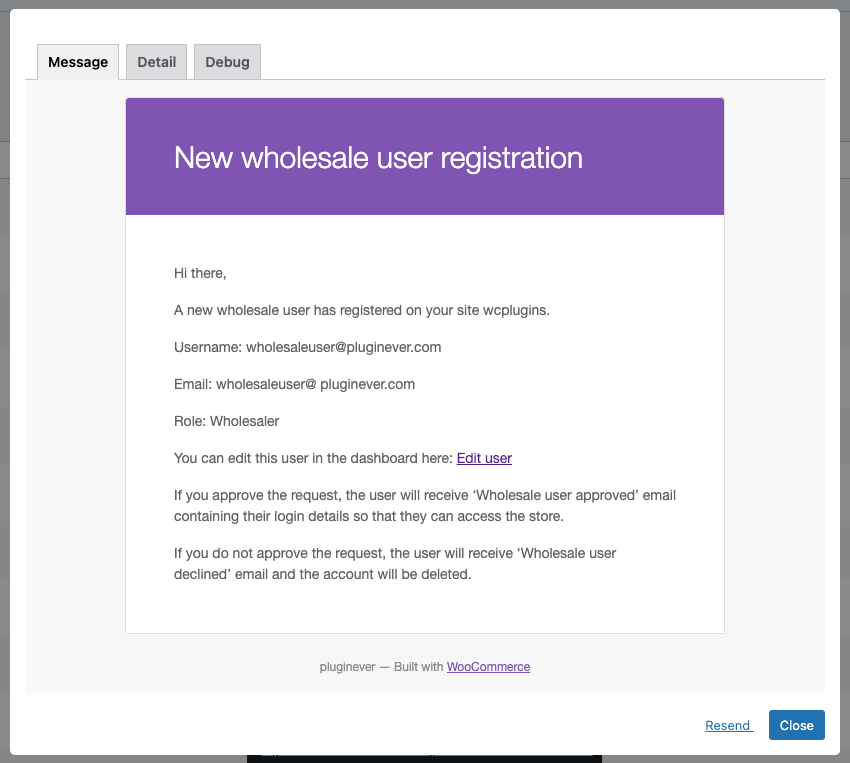 Message Detail Debug
New wholesale user registration
Hi there,
A new wholesale user has registered on your site wcplugins.
Username: wholesaleuser@pluginever.com
Email: wholesaleuser@ pluginever.com
Role: Wholesaler
You can edit this user in the dashboard here: Edit user
If you approve the request, the user will receive ‘Wholesale user approved’ email
containing their login details so that they can access the store.
If you do not approve the request, the user will receive ‘Wholesale user
declined’ email and the account will be deleted.
pluginever — Built with WooCommerce
Resend Close